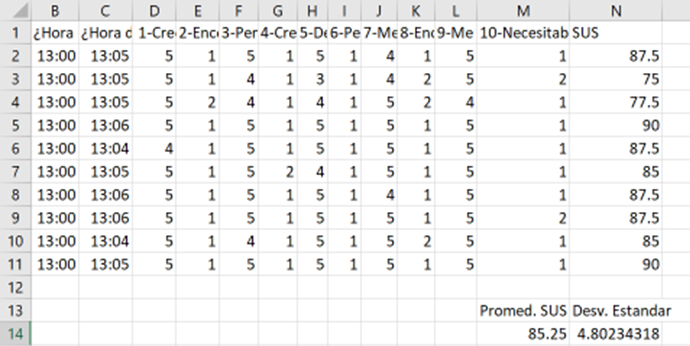 B C D E F G H I J K L M N
1 ¿Hora ¿Hora d 1-Cre 2-Enc 3-Per 4-Cre 5-De 6-Pe 7-Me 8-Enc 9-Me 10-Necesitab SUS
2 13:00 13:05 5 1 5 1 5 1 4 1 5 1 87.5
3 13:00 13:05 5 1 4 1 3 1 4 2 5 2 75
4 13:00 13:05 5 2 4 1 4 1 5 2 4 1 77.5
5 13:00 13:06 5 1 5 1 5 1 5 1 5 1 90
6 13:00 13:04 4 1 5 1 5 1 5 1 5 1 87.5
7 13:00 13:05 5 1 5 2 4 1 5 1 5 1 85
8 13:00 13:06 5 1 5 1 5 1 4 1 5 1 87.5
9 13:00 13:06 5 1 5 1 5 1 5 1 5 2 87.5
10 13:00 13:04 5 1 4 1 5 1 5 2 5 1 85
11 13:00 13:05 5 1 5 1 5 1 5 1 5 1 90
12
13 Promed. SUS Desv. Estandar
14 85.25 4.80234318